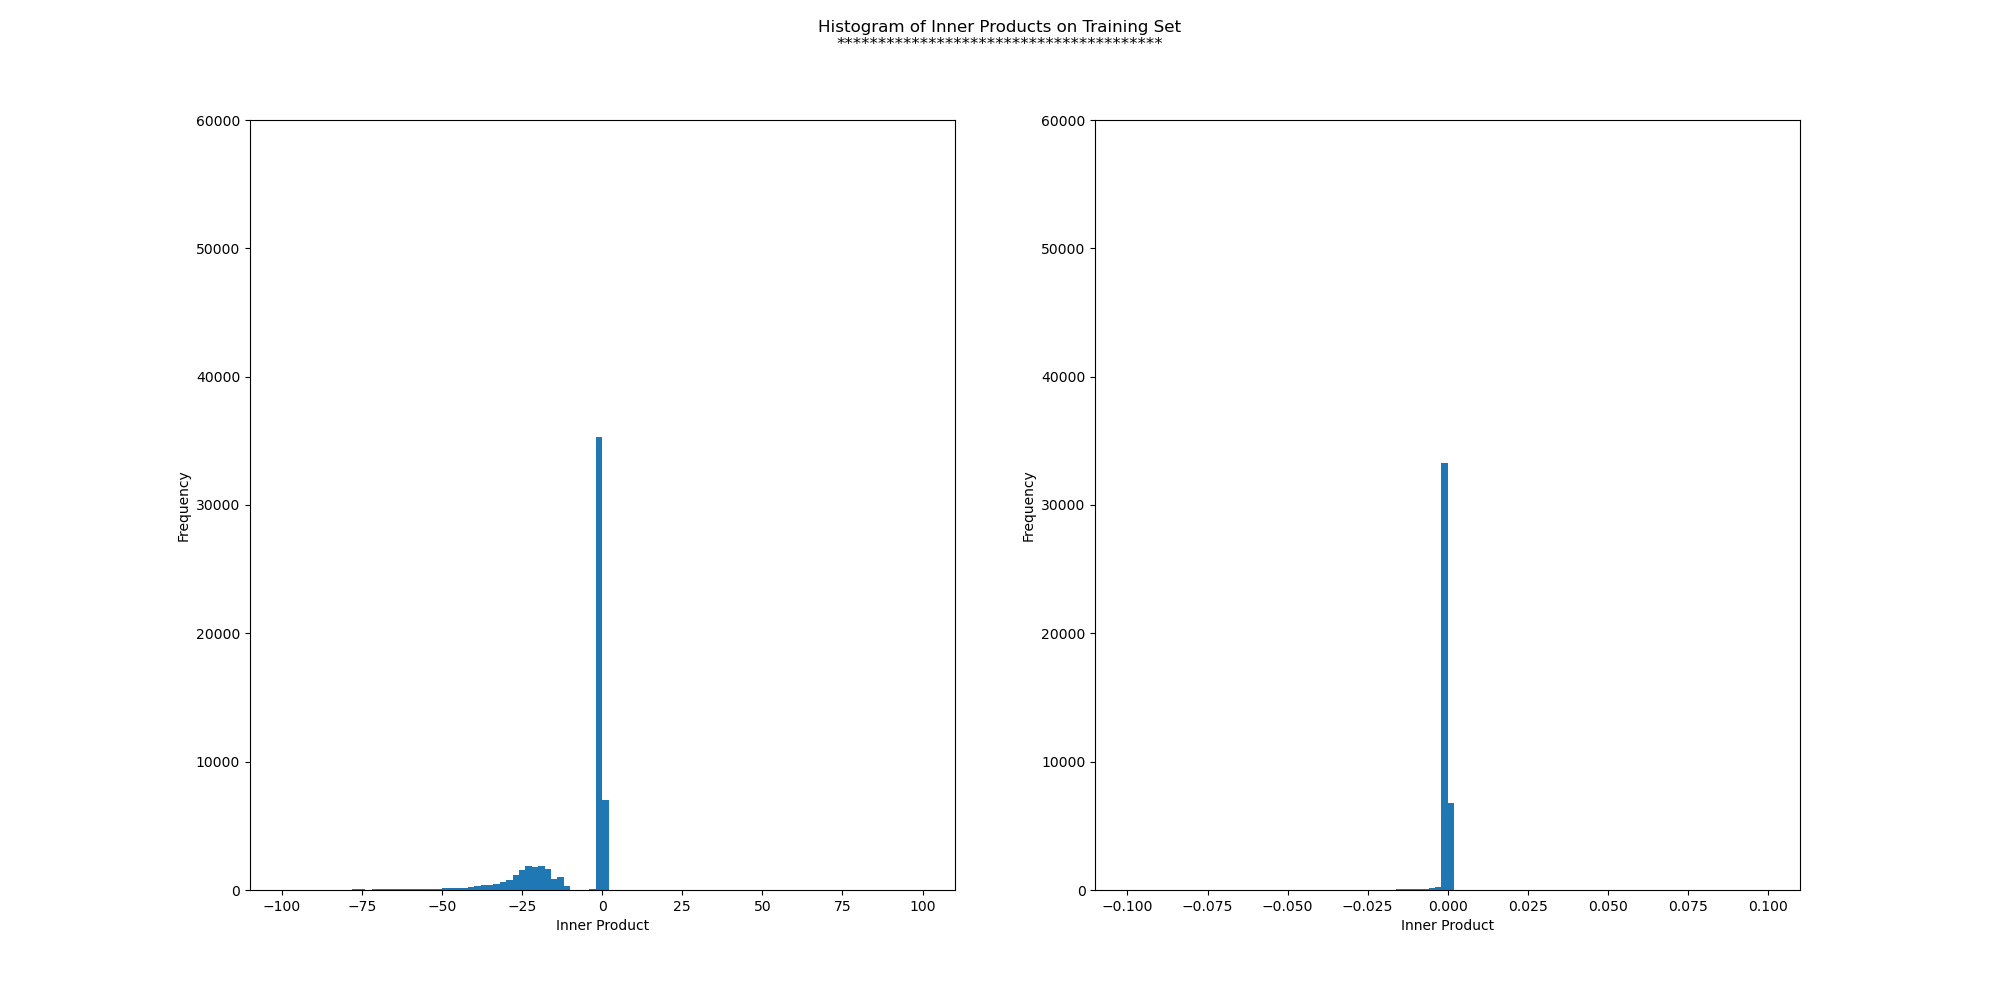 Histogram of Inner Products on Training Set
****************************************
60000
50000
40000
30000
20000
10000
0
Frequency
−100 −75 −50 −25 0 25 50 75 100
Inner Product
60000
50000
40000
30000
20000
10000
0
Frequency
−0.100 −0.075 −0.050 −0.025 0.000 0.025 0.050 0.075 0.100
Inner Product